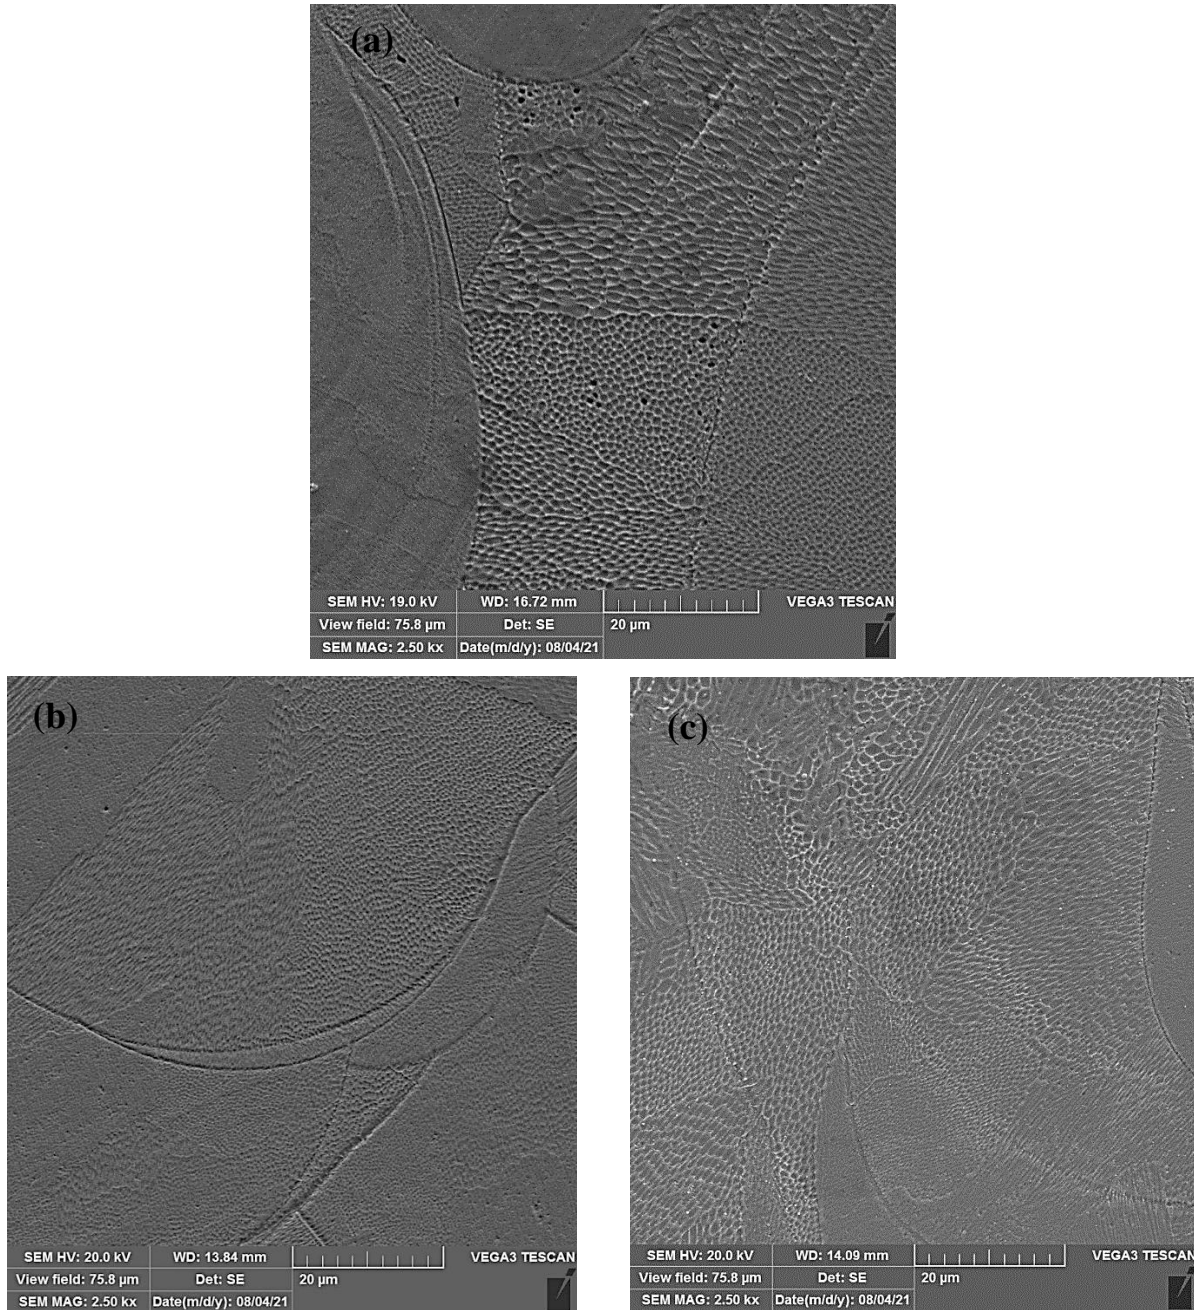 (a)
SEM HV: 19.0 kV WD: 16.72 mm VEGA3 TESCAN
View field: 75.8 µm Det: SE 20 µm
SEM MAG: 2.50 kx Date(m/d/y): 08/04/21
(b)
SEM HV: 20.0 kV WD: 13.84 mm VEGA3 TESCAN
View field: 75.8 µm Det: SE 20 µm
SEM MAG: 2.50 kx Date(m/d/y): 08/04/21
(c)
SEM HV: 20.0 kV WD: 14.09 mm VEGA3 TESCAN
View field: 75.8 µm Det: SE 20 µm
SEM MAG: 2.50 kx Date(m/d/y): 08/04/21